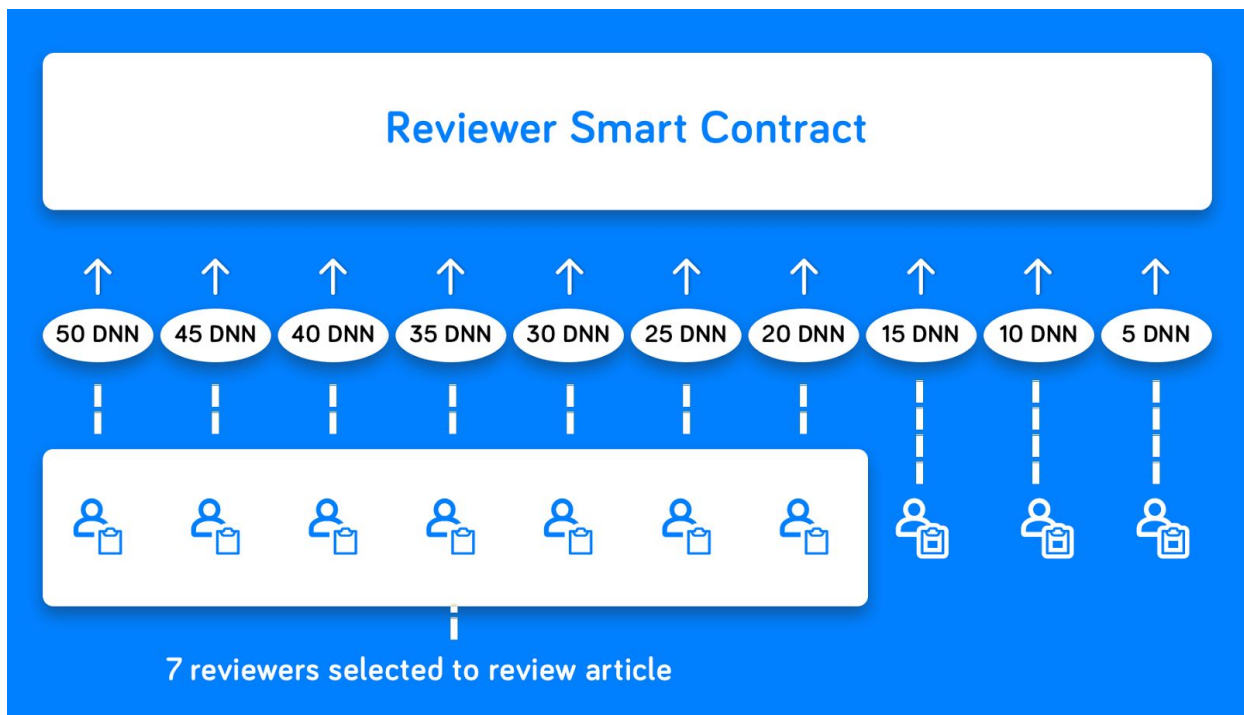 Reviewer Smart Contract
50 DNN 45 DNN 40 DNN 35 DNN 30 DNN 25 DNN 20 DNN 15 DNN 10 DNN 5 DNN
7 reviewers selected to review article